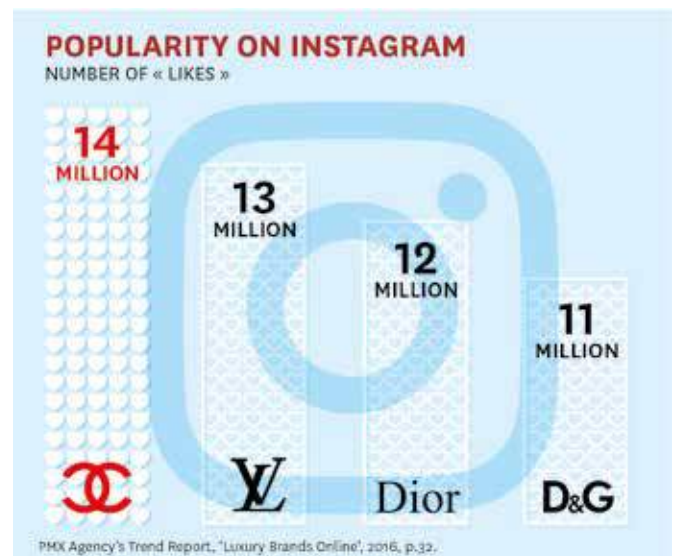 POPULARITY ON INSTAGRAM
NUMBER OF « LIKES »
14
MILLION
13
MILLION
12
MILLION
11
MILLION
LV
Dior
D&G
PMX Agency's Trend Report, "Luxury Brands Online", 2016, p.32.